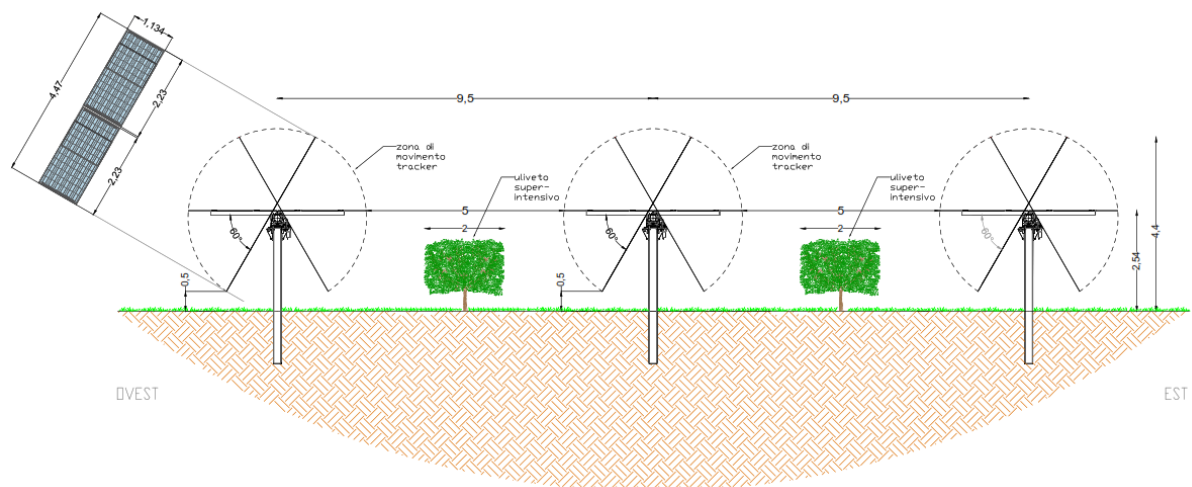 1,134
4,47
2,23
2,23
9,5
9,5
zona di
movimento
tracker
zona di
movimento
tracker
uliveto
super-
intensivo
uliveto
super-
intensivo
5
5
2
2
60°
60°
60°
0,5
0,5
4,4
2,54
OVEST
EST